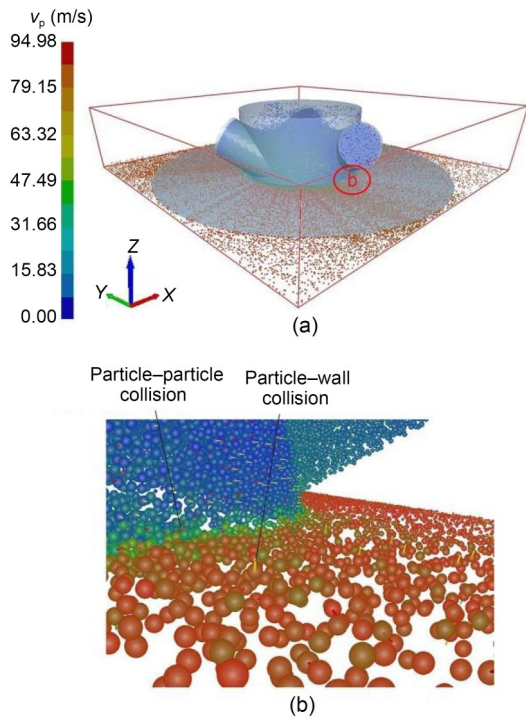 vp (m/s)
94.98
79.15
63.32
47.49
31.66
15.83
0.00
Z
Y
X
b
(a)
Particle–particle
collision
Particle–wall
collision
(b)